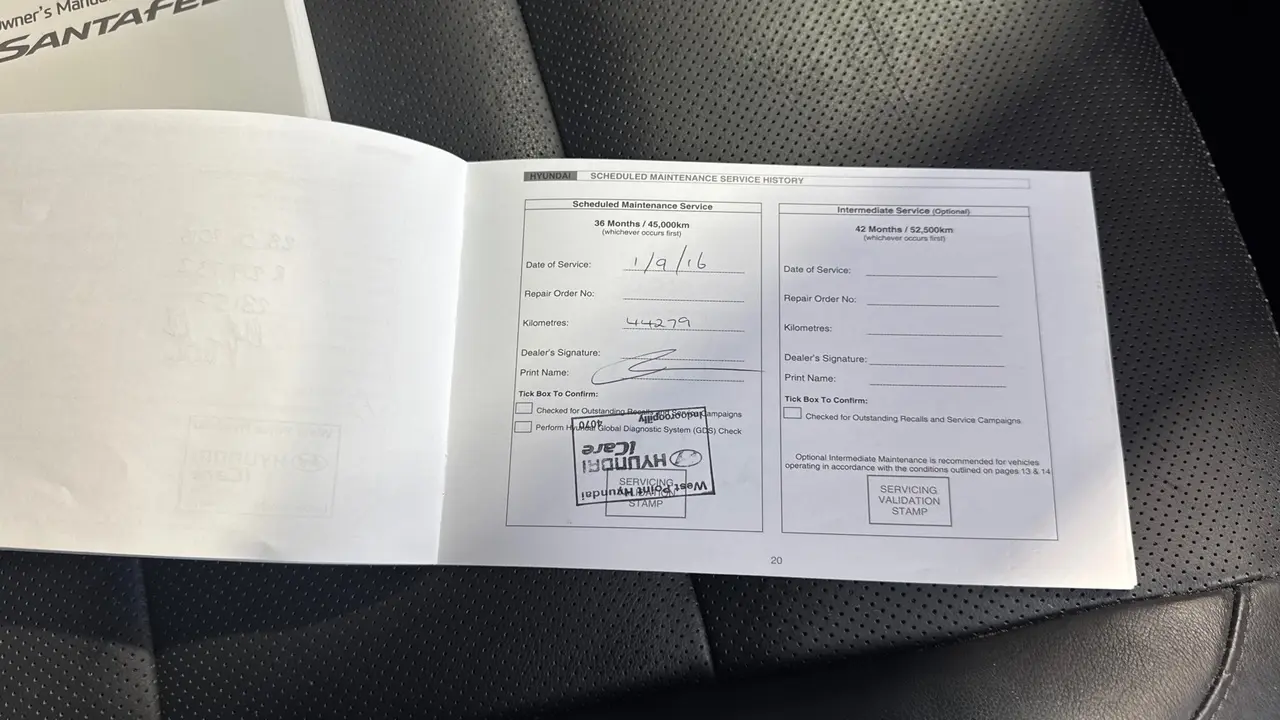 Owner's Manual
SANTAFE
HYUNDAI SCHEDULED MAINTENANCE SERVICE HISTORY
Scheduled Maintenance Service
36 Months / 45,000km
(whichever occurs first)
Date of Service: 1/9/16
Repair Order No:
Kilometres: 44279
Dealer's Signature:
Print Name:
Tick Box To Confirm:
Checked for Outstanding Recalls and Service Campaigns
Perform Hyundai Global Diagnostic System (GDS) Check
West Point Hyundai
HYUNDAI
iCare
Indooroopilly 4070
SERVICING
VALIDATION
STAMP
Intermediate Service (Optional)
42 Months / 52,500km
(whichever occurs first)
Date of Service:
Repair Order No:
Kilometres:
Dealer's Signature:
Print Name:
Tick Box To Confirm:
Checked for Outstanding Recalls and Service Campaigns
Optional Intermediate Maintenance is recommended for vehicles
operating in accordance with the conditions outlined on pages 13 & 14
SERVICING
VALIDATION
STAMP
20